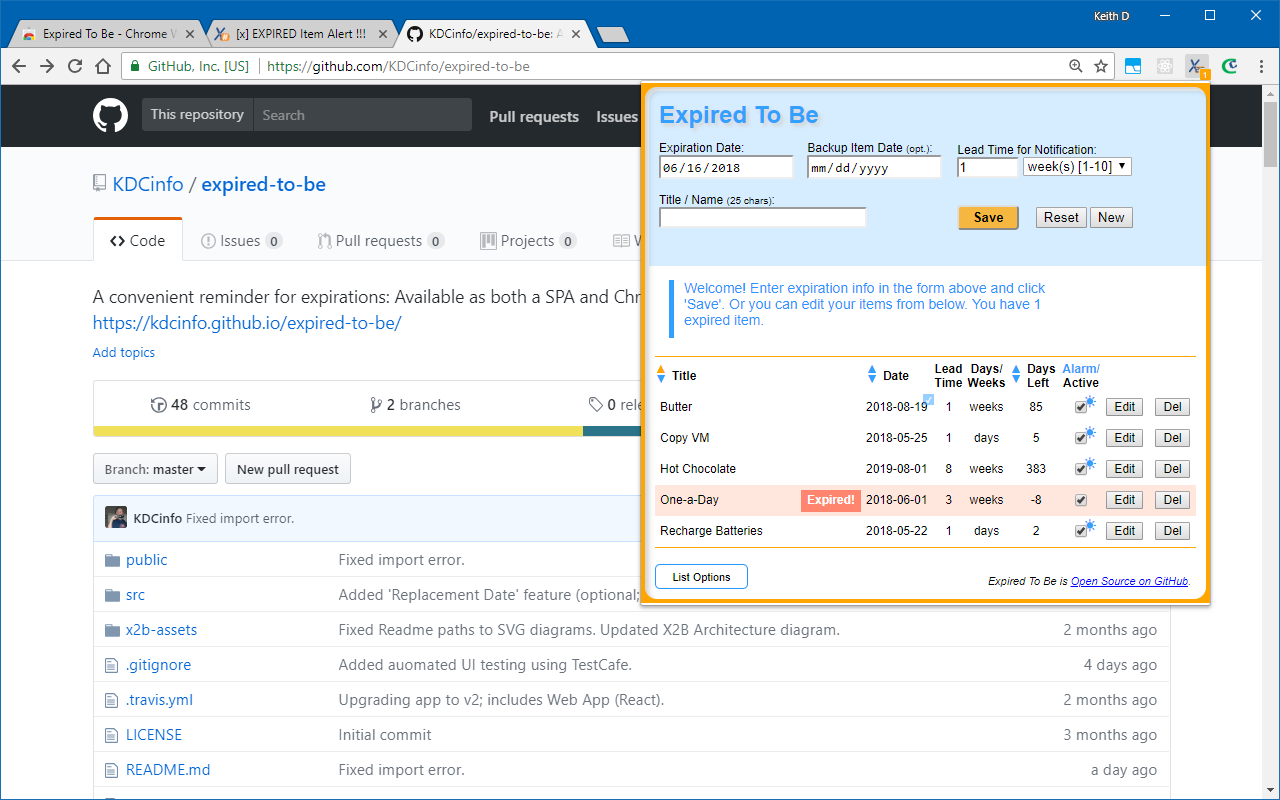 Keith D
Expired To Be - Chrome W
[x] EXPIRED Item Alert !!!
KDCinfo/expired-to-be: A
GitHub, Inc. [US]
https://github.com/KDCinfo/expired-to-be
1
This repository
Search
Pull requests
Issues
KDCinfo / expired-to-be
Code
Issues 0
Pull requests 0
Projects 0
W
A convenient reminder for expirations: Available as both a SPA and Chr
https://kdcinfo.github.io/expired-to-be/
Add topics
48 commits
2 branches
0 rele
Branch: master
New pull request
KDCinfo Fixed import error.
public Fixed import error.
src Added 'Replacement Date' feature (optional;
x2b-assets Fixed Readme paths to SVG diagrams. Updated X2B Architecture diagram. 2 months ago
.gitignore Added auomated UI testing using TestCafe. 4 days ago
.travis.yml Upgrading app to v2; includes Web App (React). 2 months ago
LICENSE Initial commit 3 months ago
README.md Fixed import error. a day ago
Expired To Be
Expiration Date:
06/16/2018
Backup Item Date (opt.):
mm/dd/yyyy
Lead Time for Notification:
1
week(s) [1-10]
Title / Name (25 chars):
Save
Reset
New
Welcome! Enter expiration info in the form above and click
'Save'. Or you can edit your items from below. You have 1
expired item.
Title Date Lead Time Days/ Weeks Days Left Alarm/ Active
Butter 2018-08-19 1 weeks 85 Edit Del
Copy VM 2018-05-25 1 days 5 Edit Del
Hot Chocolate 2019-08-01 8 weeks 383 Edit Del
One-a-Day Expired! 2018-06-01 3 weeks -8 Edit Del
Recharge Batteries 2018-05-22 1 days 2 Edit Del
List Options
Expired To Be is Open Source on GitHub.